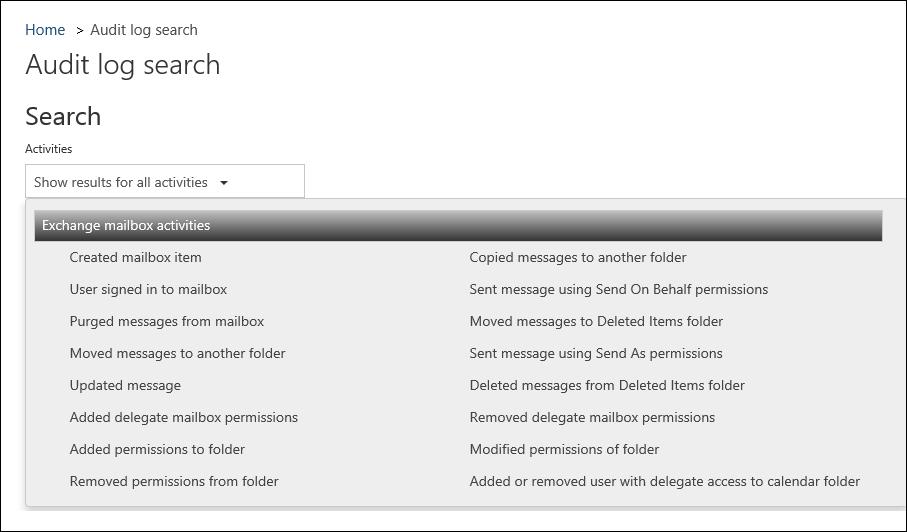 Home > Audit log search
Audit log search
Search
Activities
Show results for all activities
Exchange mailbox activities
Created mailbox item
Copied messages to another folder
User signed in to mailbox
Sent message using Send On Behalf permissions
Purged messages from mailbox
Moved messages to Deleted Items folder
Moved messages to another folder
Sent message using Send As permissions
Updated message
Deleted messages from Deleted Items folder
Added delegate mailbox permissions
Removed delegate mailbox permissions
Added permissions to folder
Modified permissions of folder
Removed permissions from folder
Added or removed user with delegate access to calendar folder